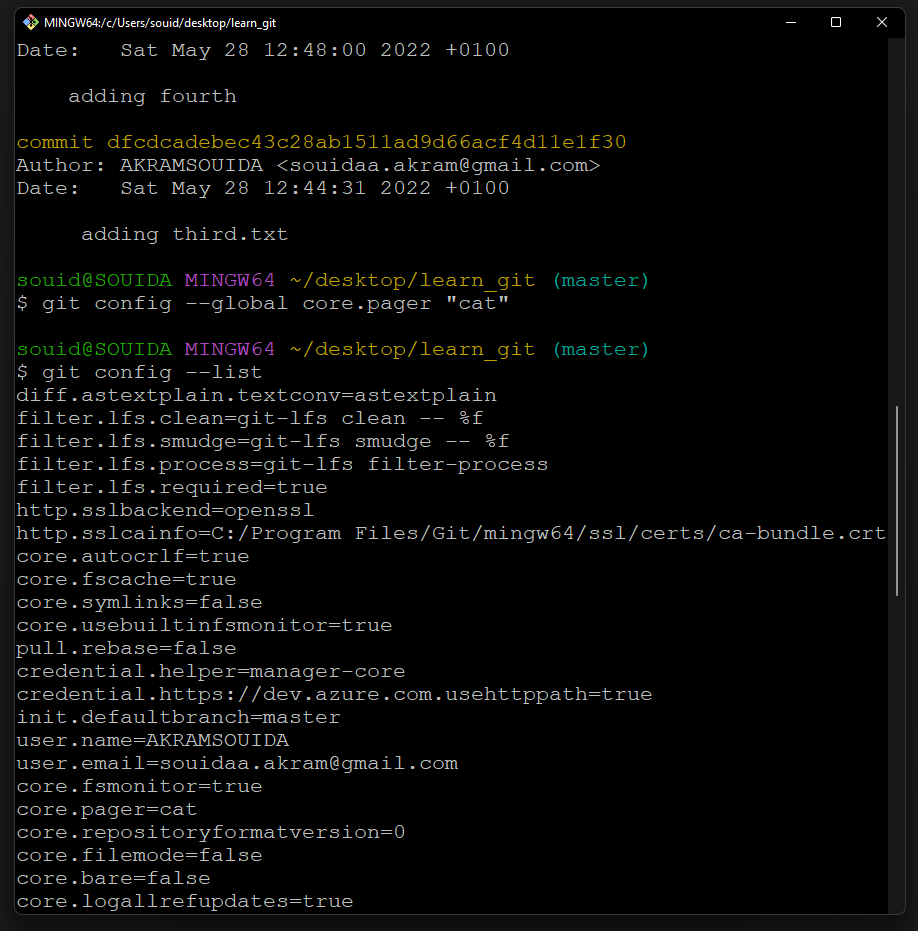 MINGW64:/c/Users/souid/desktop/learn_git
Date:   Sat May 28 12:48:00 2022 +0100
    adding fourth
commit dfcdcadebec43c28ab1511ad9d66acf4d11e1f30
Author: AKRAMSOUIDA <souidaa.akram@gmail.com>
Date:   Sat May 28 12:44:31 2022 +0100
     adding third.txt
souid@SOUIDA MINGW64 ~/desktop/learn_git (master)
$ git config --global core.pager "cat"
souid@SOUIDA MINGW64 ~/desktop/learn_git (master)
$ git config --list
diff.astextplain.textconv=astextplain
filter.lfs.clean=git-lfs clean -- %f
filter.lfs.smudge=git-lfs smudge -- %f
filter.lfs.process=git-lfs filter-process
filter.lfs.required=true
http.sslbackend=openssl
http.sslcainfo=C:/Program Files/Git/mingw64/ssl/certs/ca-bundle.crt
core.autocrlf=true
core.fscache=true
core.symlinks=false
core.usebuiltinfsmonitor=true
pull.rebase=false
credential.helper=manager-core
credential.https://dev.azure.com.usehttppath=true
init.defaultbranch=master
user.name=AKRAMSOUIDA
user.email=souidaa.akram@gmail.com
core.fsmonitor=true
core.pager=cat
core.repositoryformatversion=0
core.filemode=false
core.bare=false
core.logallrefupdates=true